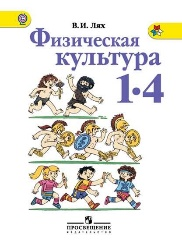 В.И. Лях
Физическая
культура
1•4
ПРОСВЕЩЕНИЕ
ИЗДАТЕЛЬСТВО